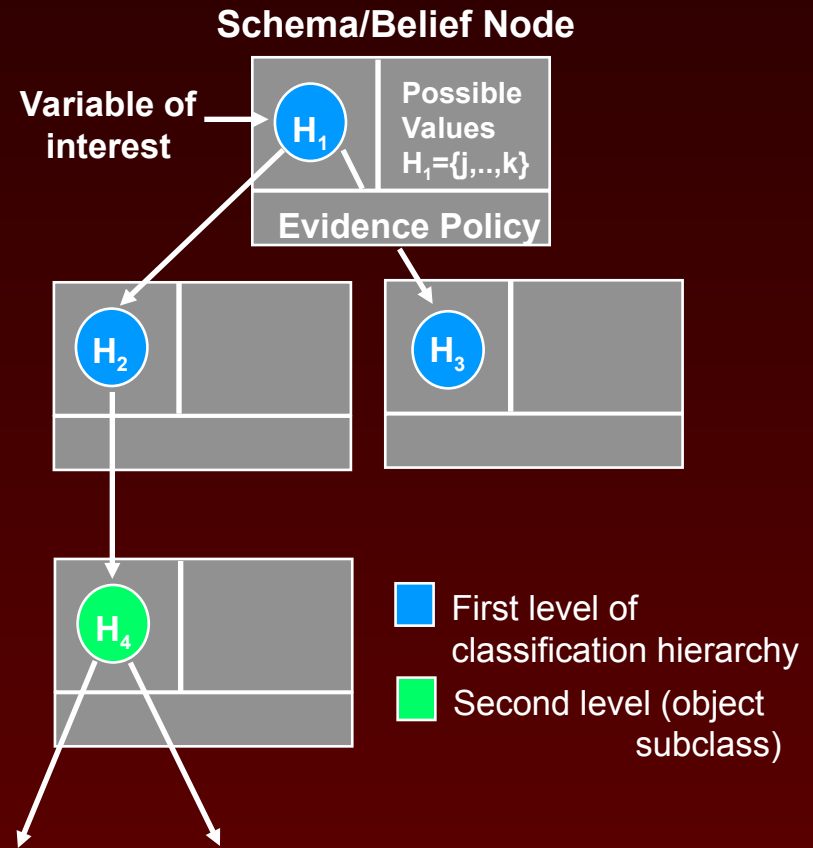 Schema/Belief Node
Variable of
interest
H₁
Possible
Values
H₁={j,..,k}
Evidence Policy
H₂
H₃
H₄
First level of
classification hierarchy
Second level (object
subclass)